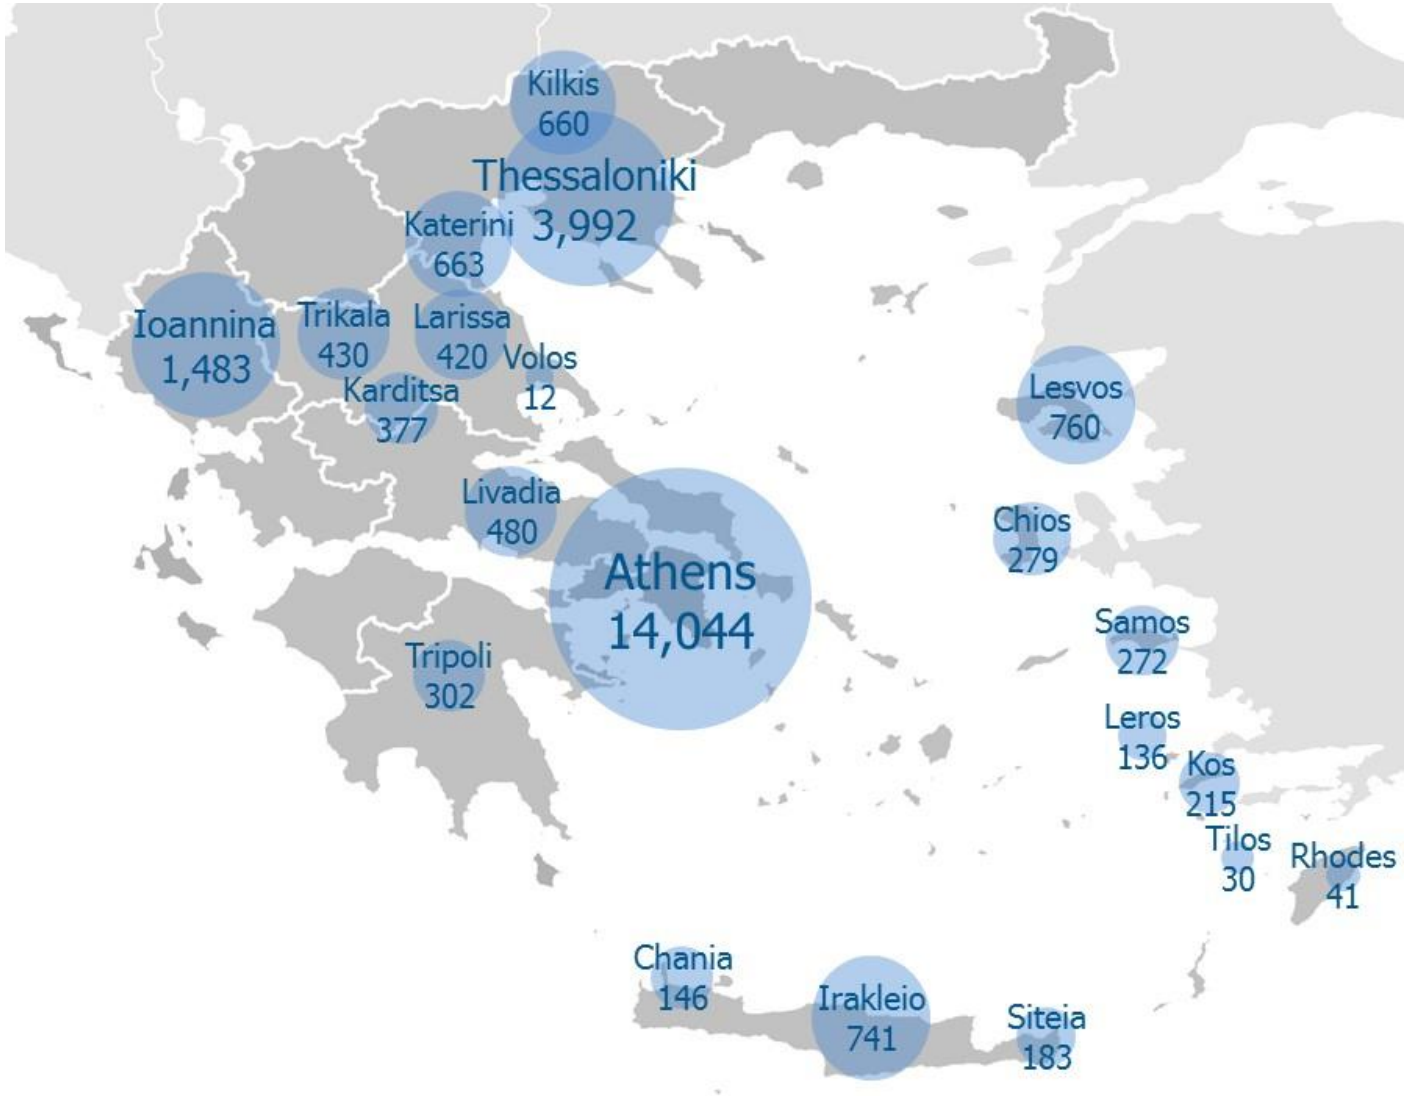 Kilkis
660
Thessaloniki
3,992
Katerini
663
Ioannina
1,483
Trikala
430
Larissa
420
Volos
12
Karditsa
377
Lesvos
760
Livadia
480
Chios
279
Athens
14,044
Samos
272
Tripoli
302
Leros
136
Kos
215
Tilos
30
Rhodes
41
Chania
146
Irakleio
741
Siteia
183